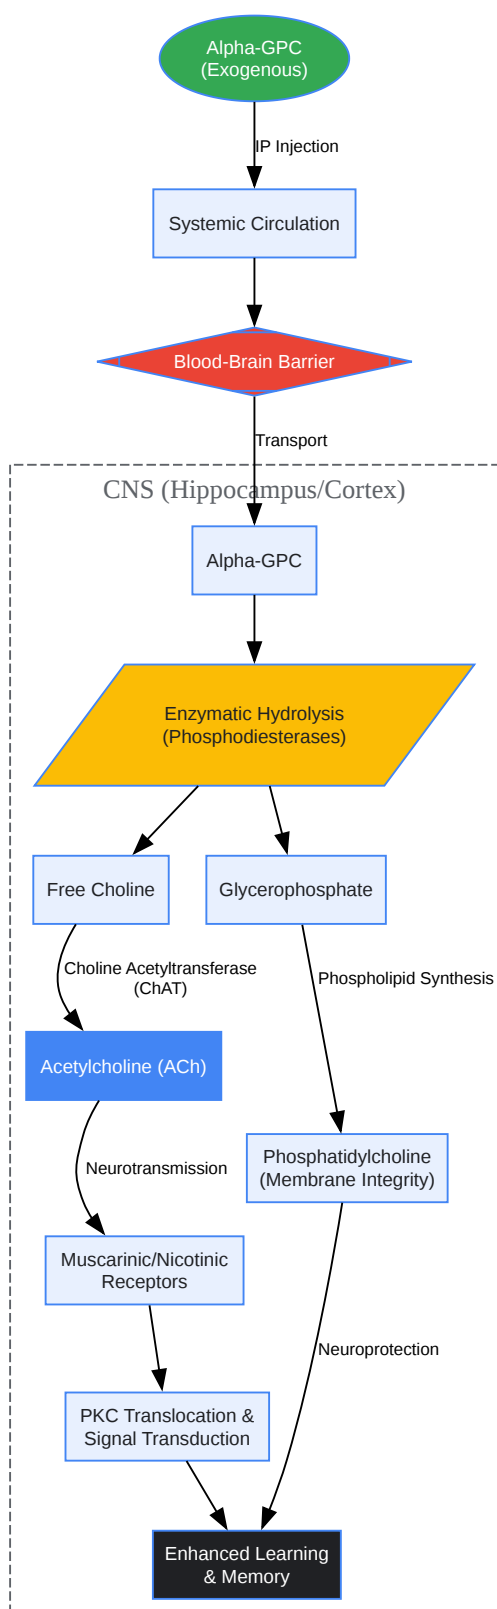 Alpha-GPC
(Exogenous)
IP Injection
Systemic Circulation
Blood-Brain Barrier
Transport
CNS (Hippocampus/Cortex)
Alpha-GPC
Enzymatic Hydrolysis
(Phosphodiesterases)
Free Choline
Glycerophosphate
Choline Acetyltransferase
(ChAT)
Phospholipid Synthesis
Acetylcholine (ACh)
Neurotransmission
Phosphatidylcholine
(Membrane Integrity)
Muscarinic/Nicotinic
Receptors
Neuroprotection
PKC Translocation &
Signal Transduction
Enhanced Learning
& Memory